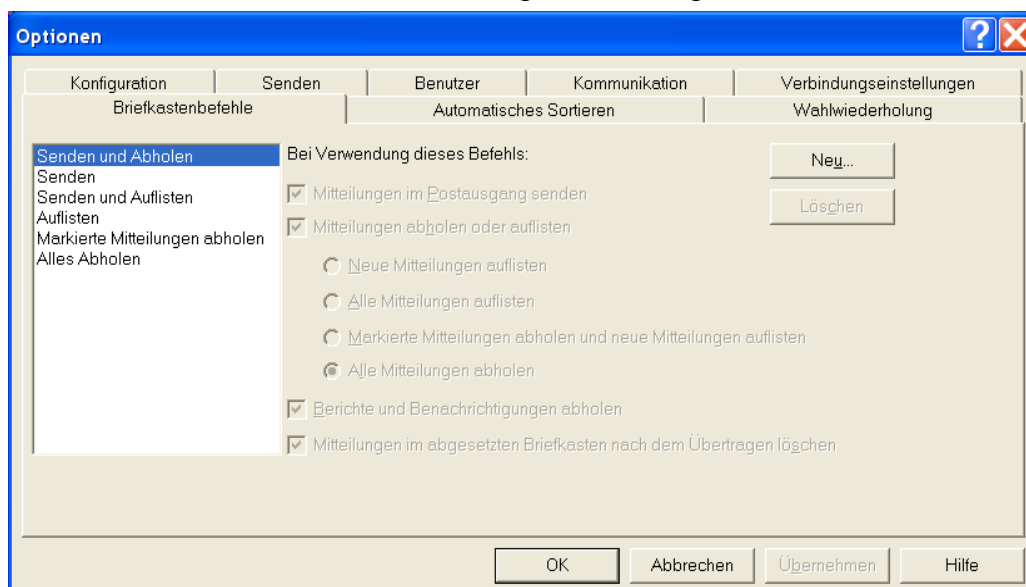 Optionen
Konfiguration Senden Benutzer Kommunikation Verbindungseinstellungen
Briefkastenbefehle Automatisches Sortieren Wahlwiederholung
Senden und Abholen
Senden
Senden und Auflisten
Auflisten
Markierte Mitteilungen abholen
Alles Abholen
Bei Verwendung dieses Befehls:
Mitteilungen im Postausgang senden
Mitteilungen abholen oder auflisten
Neue Mitteilungen auflisten
Alle Mitteilungen auflisten
Markierte Mitteilungen abholen und neue Mitteilungen auflisten
Alle Mitteilungen abholen
Berichte und Benachrichtigungen abholen
Mitteilungen im abgesetzten Briefkasten nach dem Übertragen löschen
Neu...
Löschen
OK Abbrechen Übernehmen Hilfe